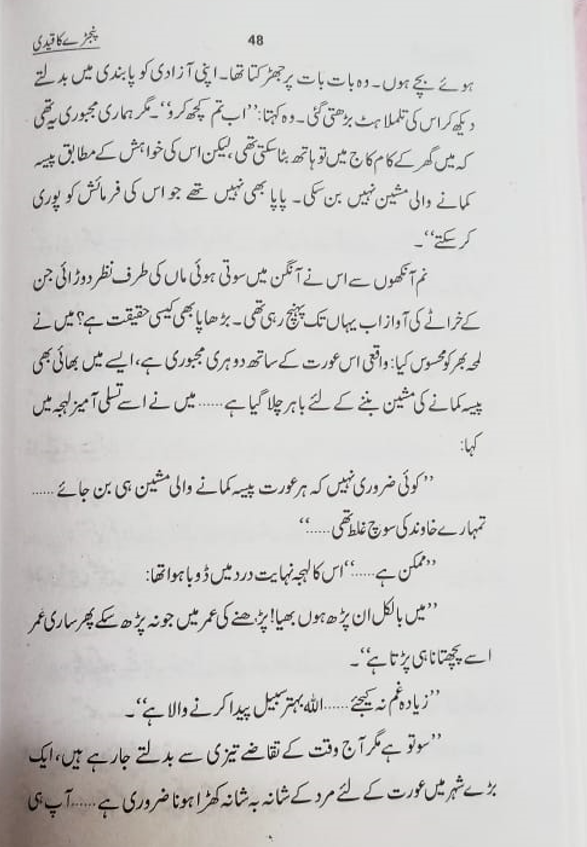 پنجڑے کا قیدی
48
ہوئے بچے ہوں۔ وہ بات بات پر جھڑکتا تھا۔ اپنی آزادی کو پابندی میں بدلتے
دیکھ کر اس کی تلملاہٹ بڑھتی گئی۔ وہ کہتا: ’’اب تم کچھ کرو‘‘۔ مگر ہماری مجبوری یہ تھی
کہ میں گھر کے کام کاج میں تو ہاتھ بٹا سکتی تھی، لیکن اس کی خواہش کے مطابق پیسہ
کمانے والی مشین نہیں بن سکی۔ پاپا بھی نہیں تھے جو اس کی فرمائش کو پوری
کر سکتے‘‘۔
نم آنکھوں سے اس نے آنگن میں سوتی ہوئی ماں کی طرف نظر دوڑائی جن
کے خراٹے کی آواز اب یہاں تک پہنچ رہی تھی۔ بڑھاپا بھی کیسی حقیقت ہے؟ میں نے
لمحہ بھر کو محسوس کیا: واقعی اس عورت کے ساتھ دوہری مجبوری ہے، ایسے میں بھائی بھی
پیسہ کمانے کی مشین بننے کے لئے باہر چلا گیا ہے...... میں نے اسے تسلی آمیز لہجہ میں
کہا:
’’کوئی ضروری نہیں کہ ہر عورت پیسہ کمانے والی مشین ہی بن جائے ......
تمہارے خاوند کی سوچ غلط تھی.....‘‘
’’ممکن ہے.....‘‘ اس کا لہجہ نہایت درد میں ڈوبا ہوا تھا:
’’میں بالکل ان پڑھ ہوں بھیا! پڑھنے کی عمر میں جو نہ پڑھ سکے پھر ساری عمر
اسے پچھتانا ہی پڑتا ہے‘‘۔
’’زیادہ غم نہ کیجئے......اللہ بہتر سبیل پیدا کرنے والا ہے‘‘۔
’’سو تو ہے مگر آج وقت کے تقاضے تیزی سے بدلتے جا رہے ہیں، ایک
بڑے شہر میں عورت کے لئے مرد کے شانہ بہ شانہ کھڑا ہونا ضروری ہے......آپ ہی